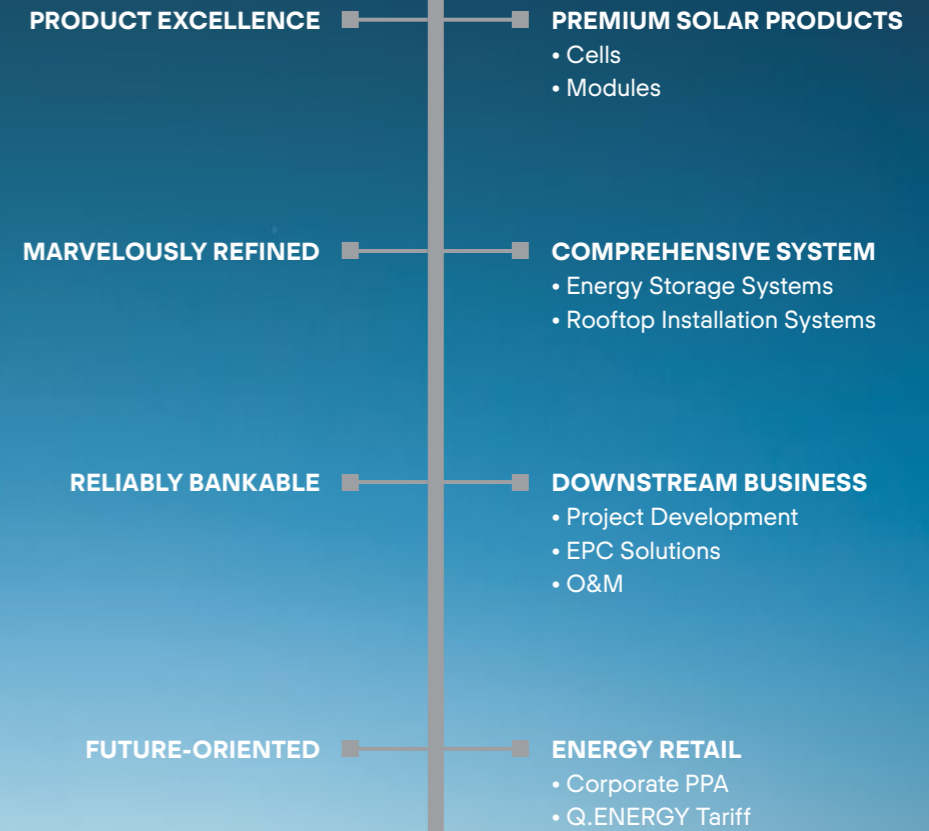 PRODUCT EXCELLENCE
PREMIUM SOLAR PRODUCTS
• Cells
• Modules
MARVELOUSLY REFINED
COMPREHENSIVE SYSTEM
• Energy Storage Systems
• Rooftop Installation Systems
RELIABLY BANKABLE
DOWNSTREAM BUSINESS
• Project Development
• EPC Solutions
• O&M
FUTURE-ORIENTED
ENERGY RETAIL
• Corporate PPA
• Q.ENERGY Tariff